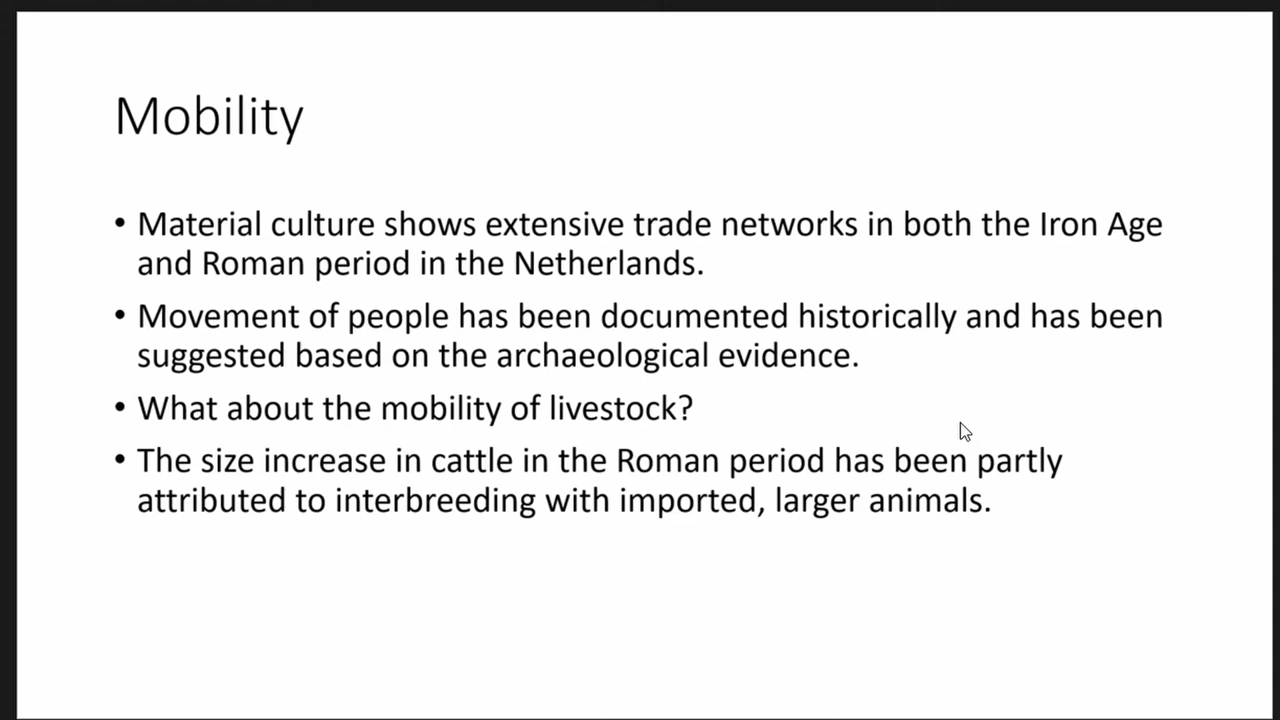 Mobility
• Material culture shows extensive trade networks in both the Iron Age
and Roman period in the Netherlands.
• Movement of people has been documented historically and has been
suggested based on the archaeological evidence.
• What about the mobility of livestock?
• The size increase in cattle in the Roman period has been partly
attributed to interbreeding with imported, larger animals.